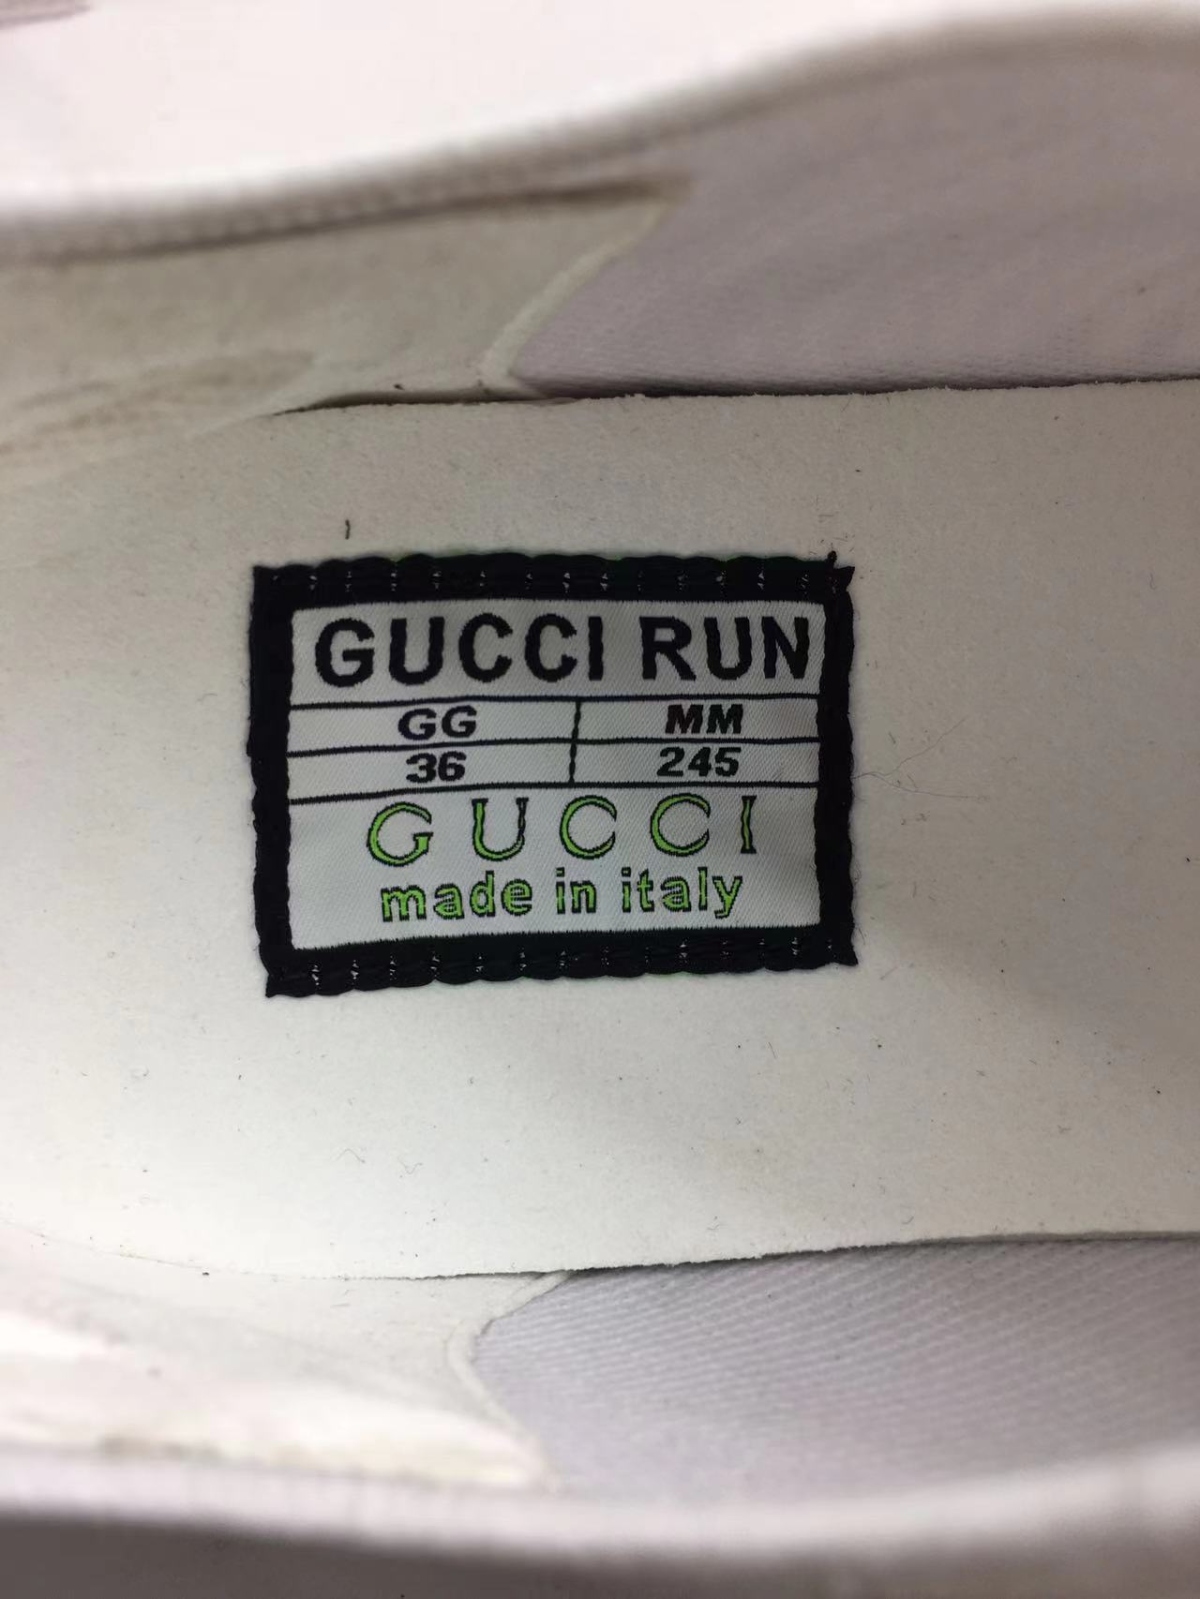 GUCCI RUN
GG MM
36 245
GUCCI
made in italy